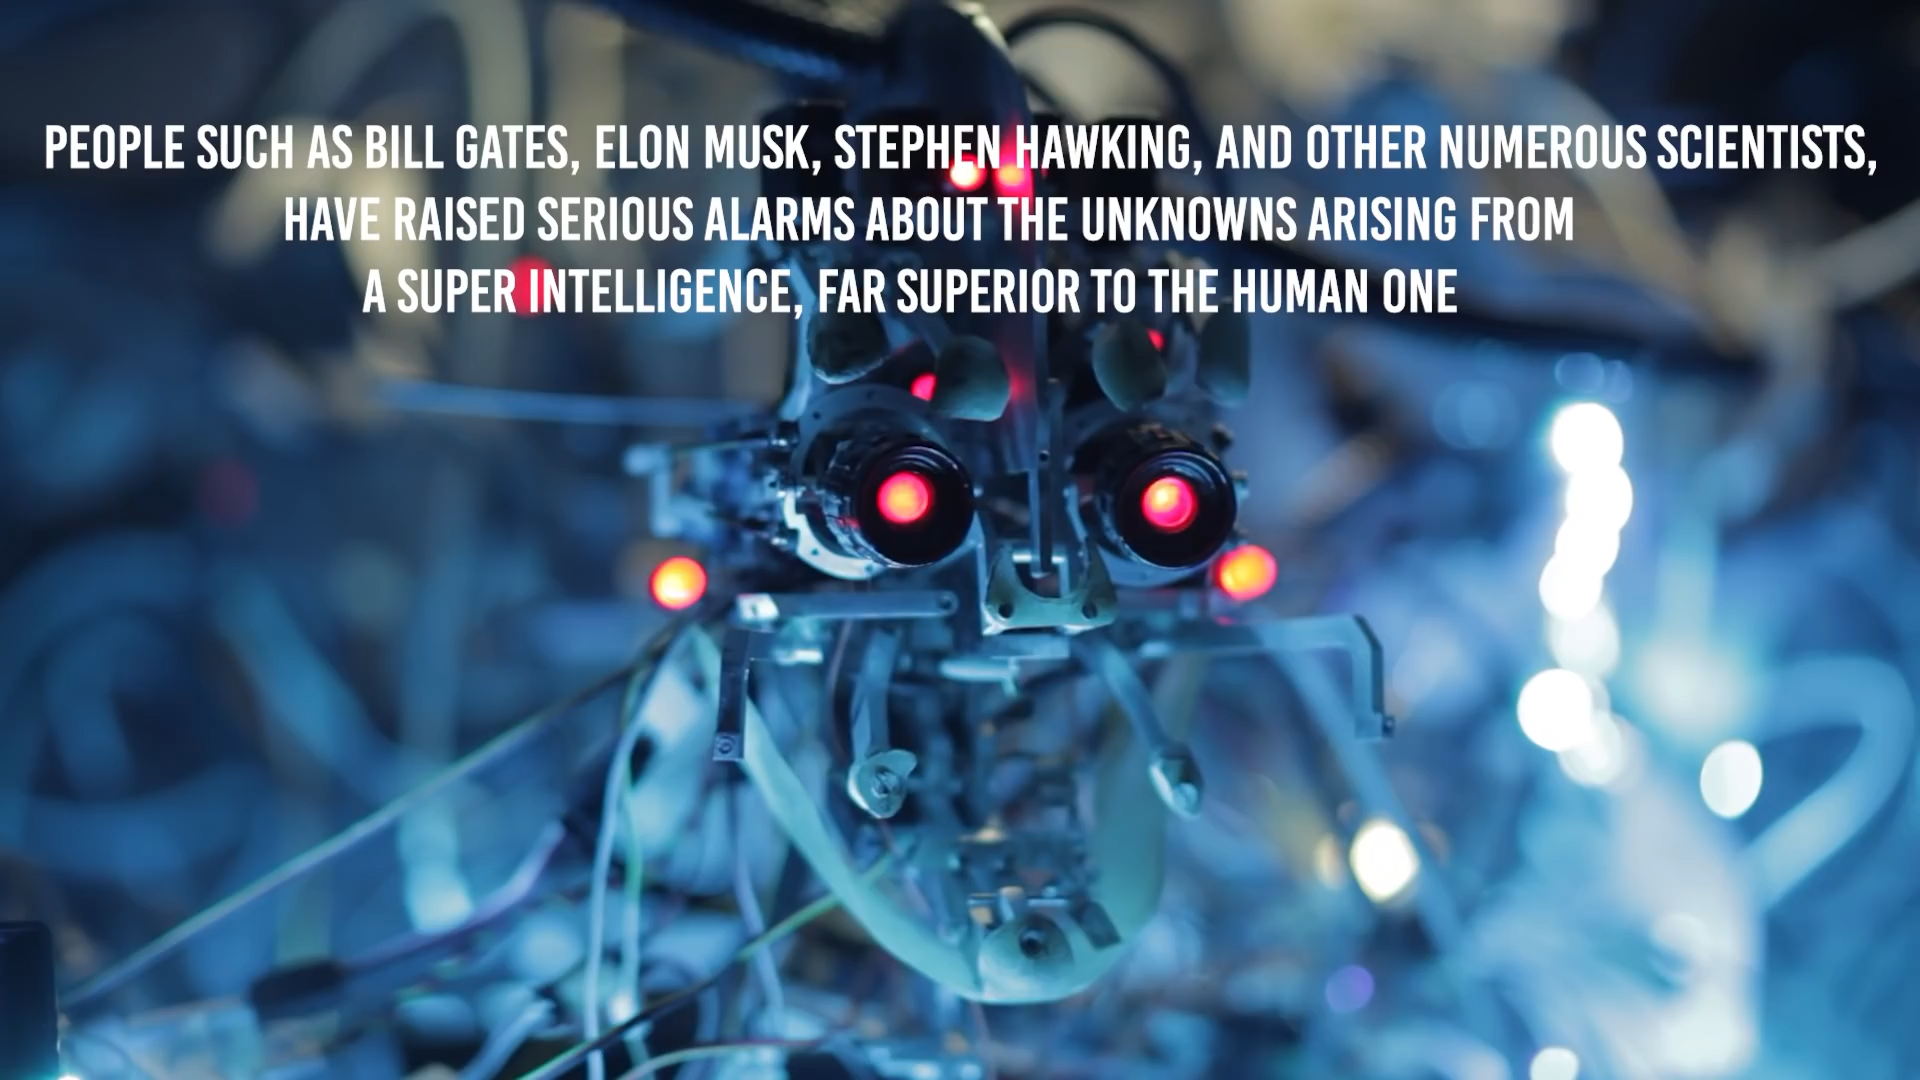 PEOPLE SUCH AS BILL GATES, ELON MUSK, STEPHEN HAWKING, AND OTHER NUMEROUS SCIENTISTS,
HAVE RAISED SERIOUS ALARMS ABOUT THE UNKNOWNS ARISING FROM
A SUPER INTELLIGENCE, FAR SUPERIOR TO THE HUMAN ONE